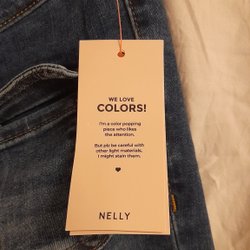 WE LOVE
COLORS!
I'm a color popping
piece who likes
the attention.
But plz be careful with
other light materials,
I might stain them.
NELLY